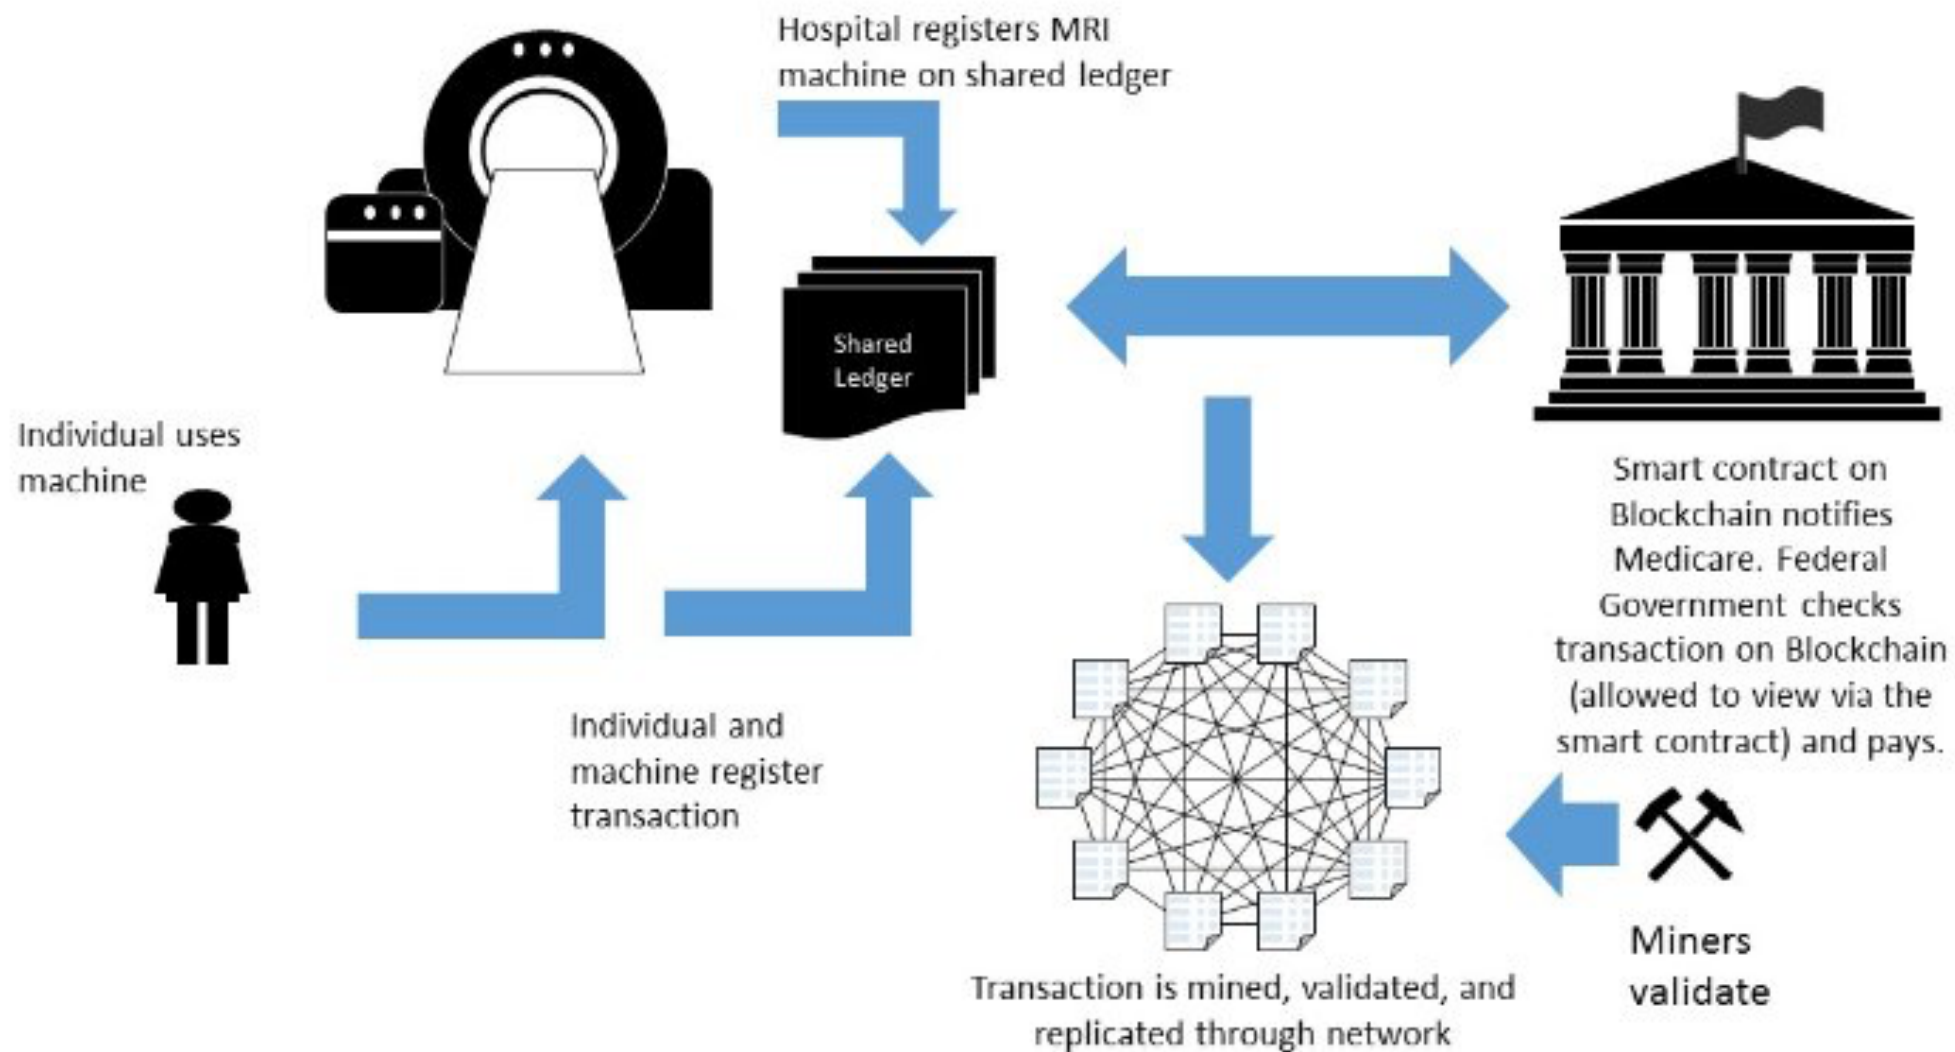 Hospital registers MRI
machine on shared ledger
Shared
Ledger
Individual uses
machine
Smart contract on
Blockchain notifies
Medicare. Federal
Government checks
transaction on Blockchain
(allowed to view via the
smart contract) and pays.
Individual and
machine register
transaction
Miners
validate
Transaction is mined, validated, and
replicated through network